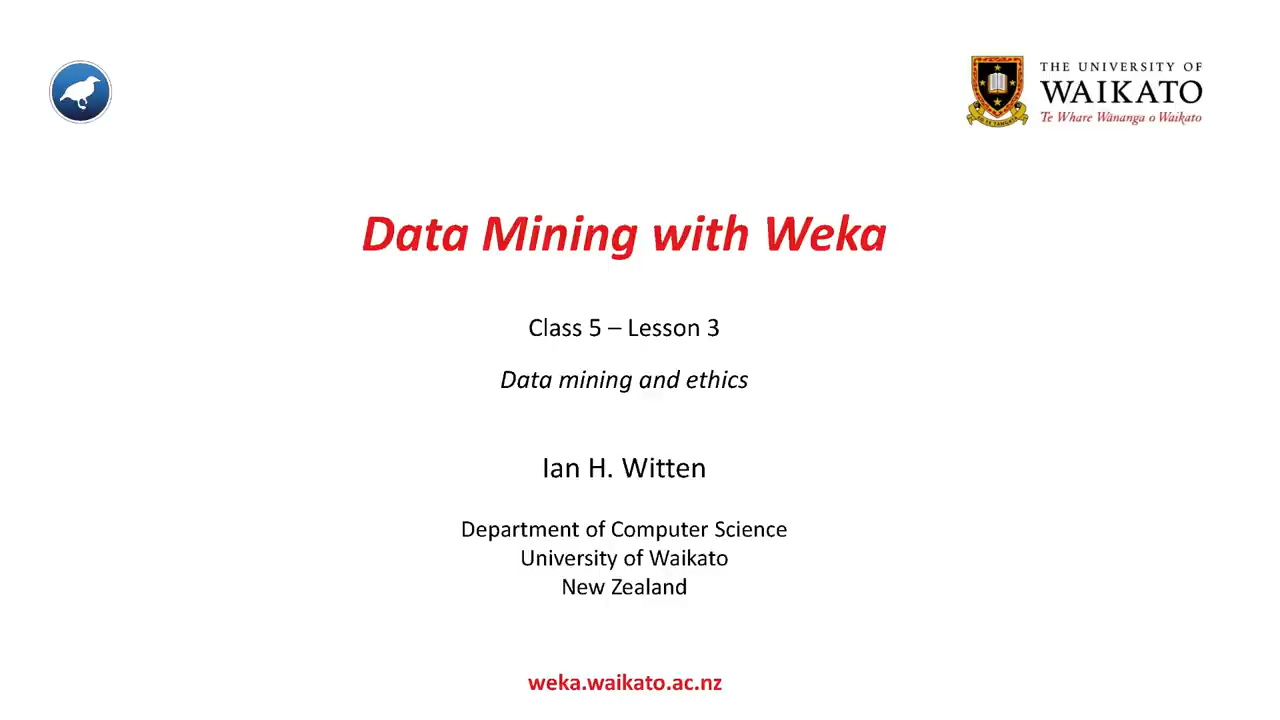 THE UNIVERSITY OF
WAIKATO
Te Whare Wānanga o Waikato
Data Mining with Weka
Class 5 – Lesson 3
Data mining and ethics
Ian H. Witten
Department of Computer Science
University of Waikato
New Zealand
weka.waikato.ac.nz